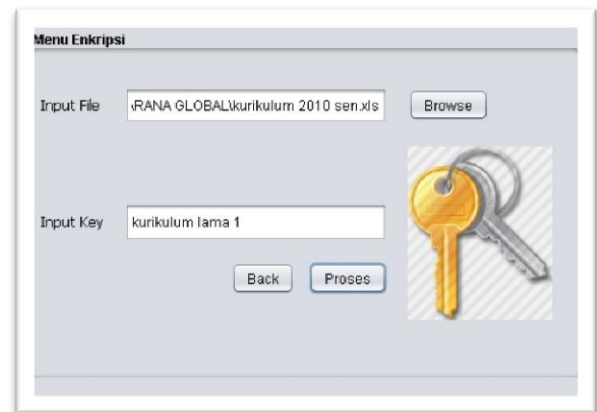 Menu Enkripsi
Input File \RANA GLOBAL\kurikulum 2010 sen.xls Browse
Input Key kurikulum lama 1
Back Proses